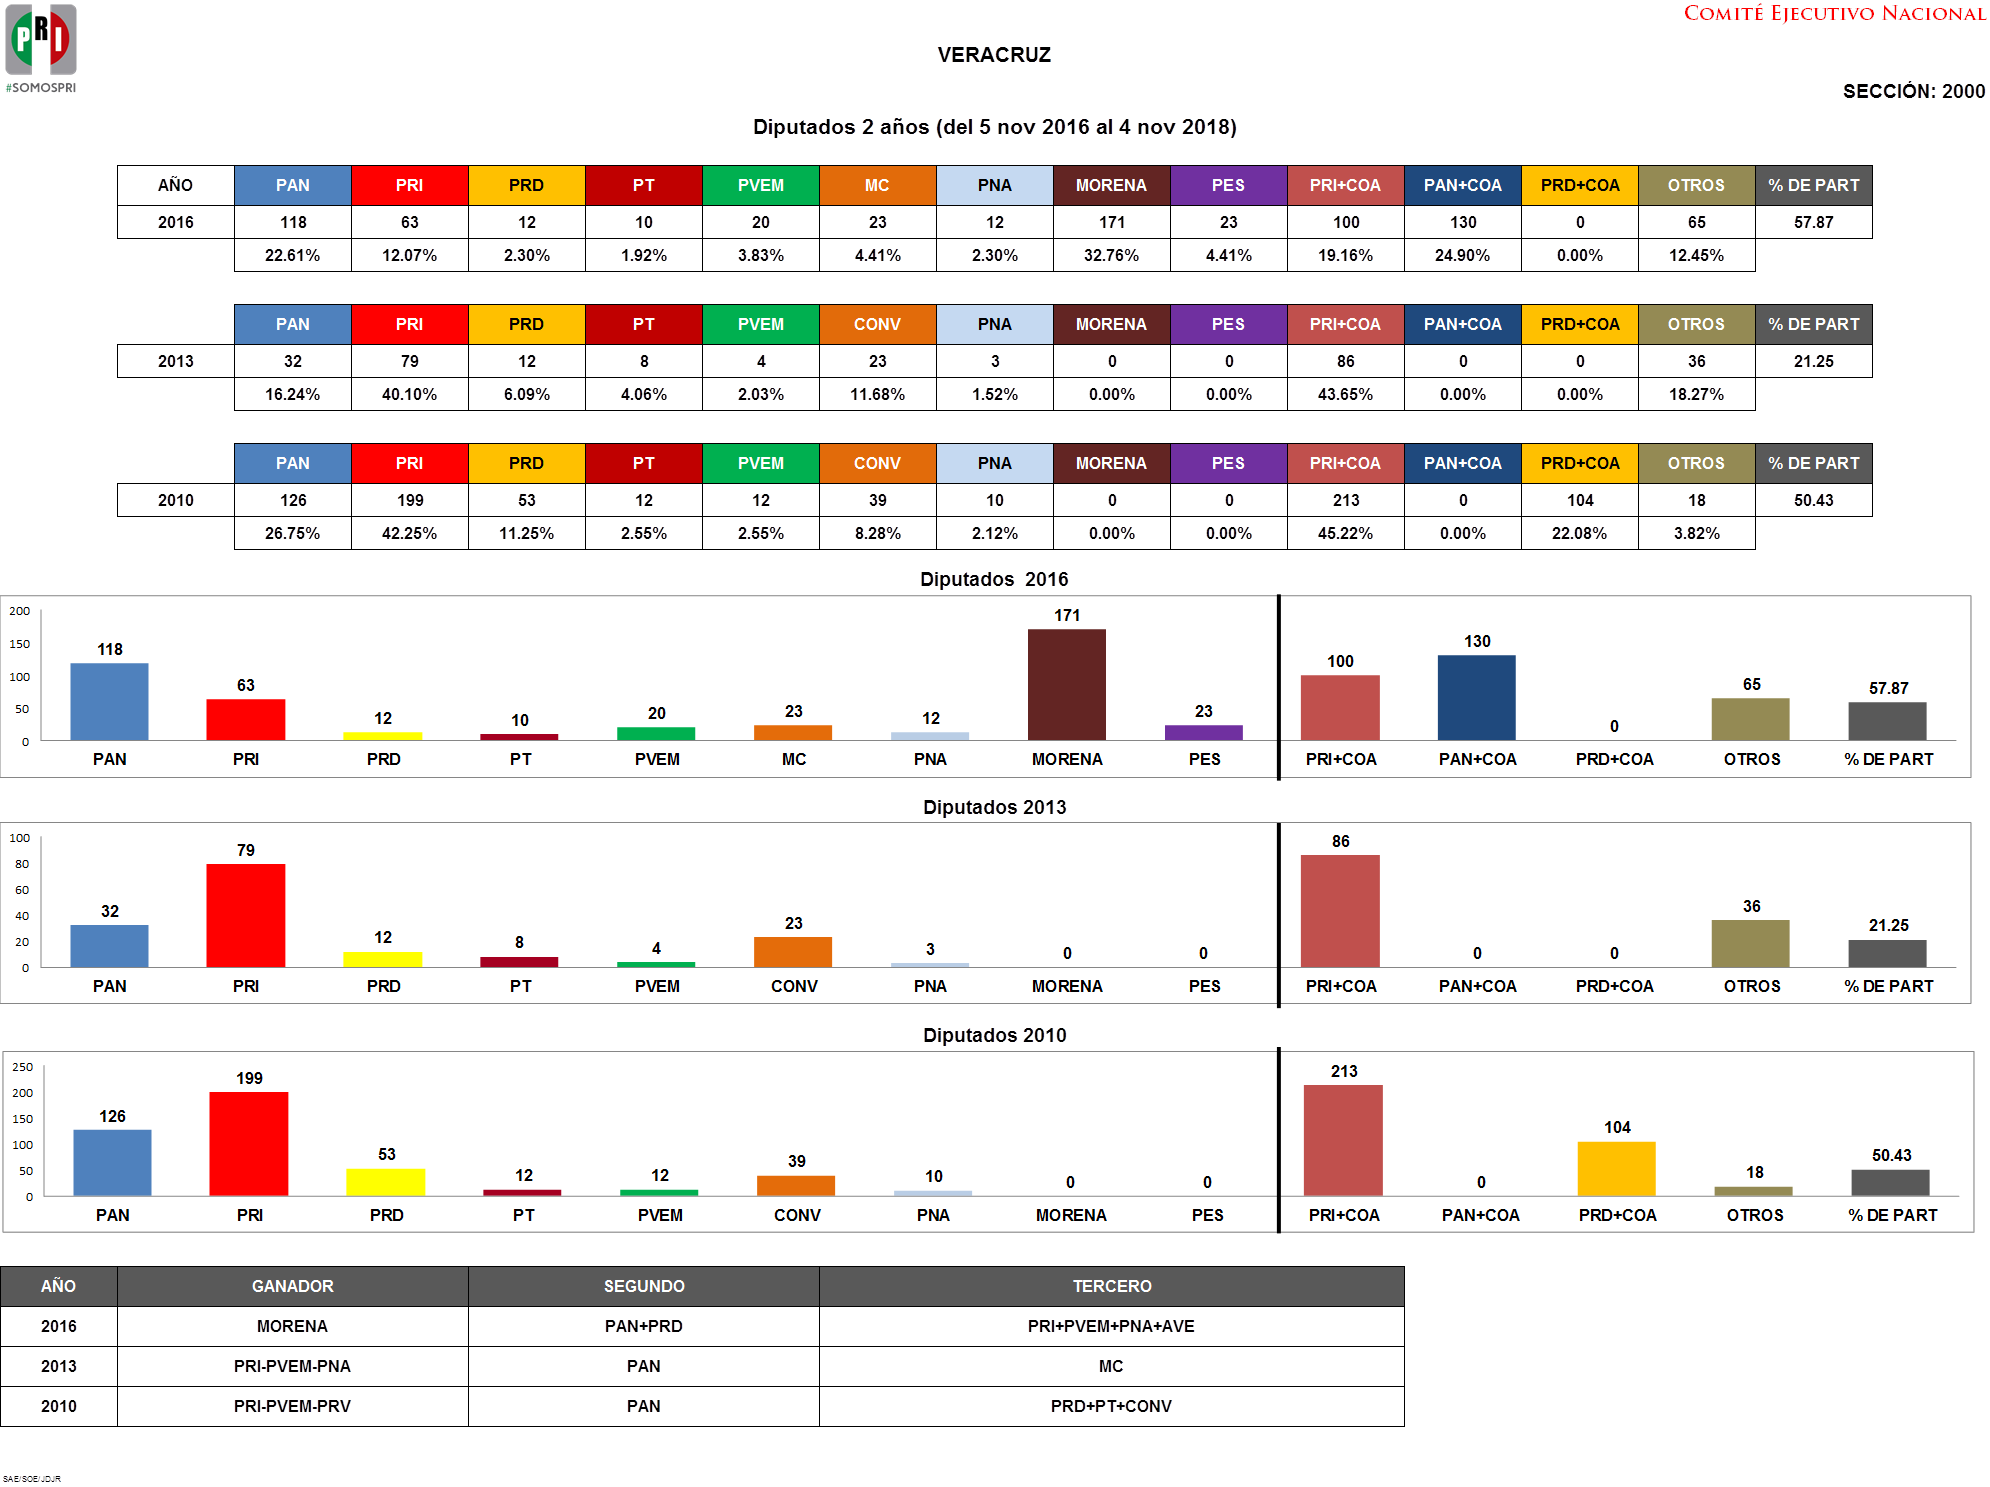 PRI
#SOMOSPRI
COMITÉ EJECUTIVO NACIONAL
VERACRUZ
SECCIÓN: 2000
Diputados 2 años (del 5 nov 2016 al 4 nov 2018)
AÑO PAN PRI PRD PT PVEM MC PNA MORENA PES PRI+COA PAN+COA PRD+COA OTROS % DE PART
2016 118 63 12 10 20 23 12 171 23 100 130 0 65 57.87
22.61% 12.07% 2.30% 1.92% 3.83% 4.41% 2.30% 32.76% 4.41% 19.16% 24.90% 0.00% 12.45%
PAN PRI PRD PT PVEM CONV PNA MORENA PES PRI+COA PAN+COA PRD+COA OTROS % DE PART
2013 32 79 12 8 4 23 3 0 0 86 0 0 36 21.25
16.24% 40.10% 6.09% 4.06% 2.03% 11.68% 1.52% 0.00% 0.00% 43.65% 0.00% 0.00% 18.27%
PAN PRI PRD PT PVEM CONV PNA MORENA PES PRI+COA PAN+COA PRD+COA OTROS % DE PART
2010 126 199 53 12 12 39 10 0 0 213 0 104 18 50.43
26.75% 42.25% 11.25% 2.55% 2.55% 8.28% 2.12% 0.00% 0.00% 45.22% 0.00% 22.08% 3.82%
Diputados 2016
200
150
100
50
0
118 63 12 10 20 23 12 171 23 100 130 0 65 57.87
PAN PRI PRD PT PVEM MC PNA MORENA PES PRI+COA PAN+COA PRD+COA OTROS % DE PART
Diputados 2013
100
80
60
40
20
0
32 79 12 8 4 23 3 0 0 86 0 0 36 21.25
PAN PRI PRD PT PVEM CONV PNA MORENA PES PRI+COA PAN+COA PRD+COA OTROS % DE PART
Diputados 2010
250
200
150
100
50
0
126 199 53 12 12 39 10 0 0 213 0 104 18 50.43
PAN PRI PRD PT PVEM CONV PNA MORENA PES PRI+COA PAN+COA PRD+COA OTROS % DE PART
AÑO GANADOR SEGUNDO TERCERO
2016 MORENA PAN+PRD PRI+PVEM+PNA+AVE
2013 PRI-PVEM-PNA PAN MC
2010 PRI-PVEM-PRV PAN PRD+PT+CONV
SAE/SOE/JDJR